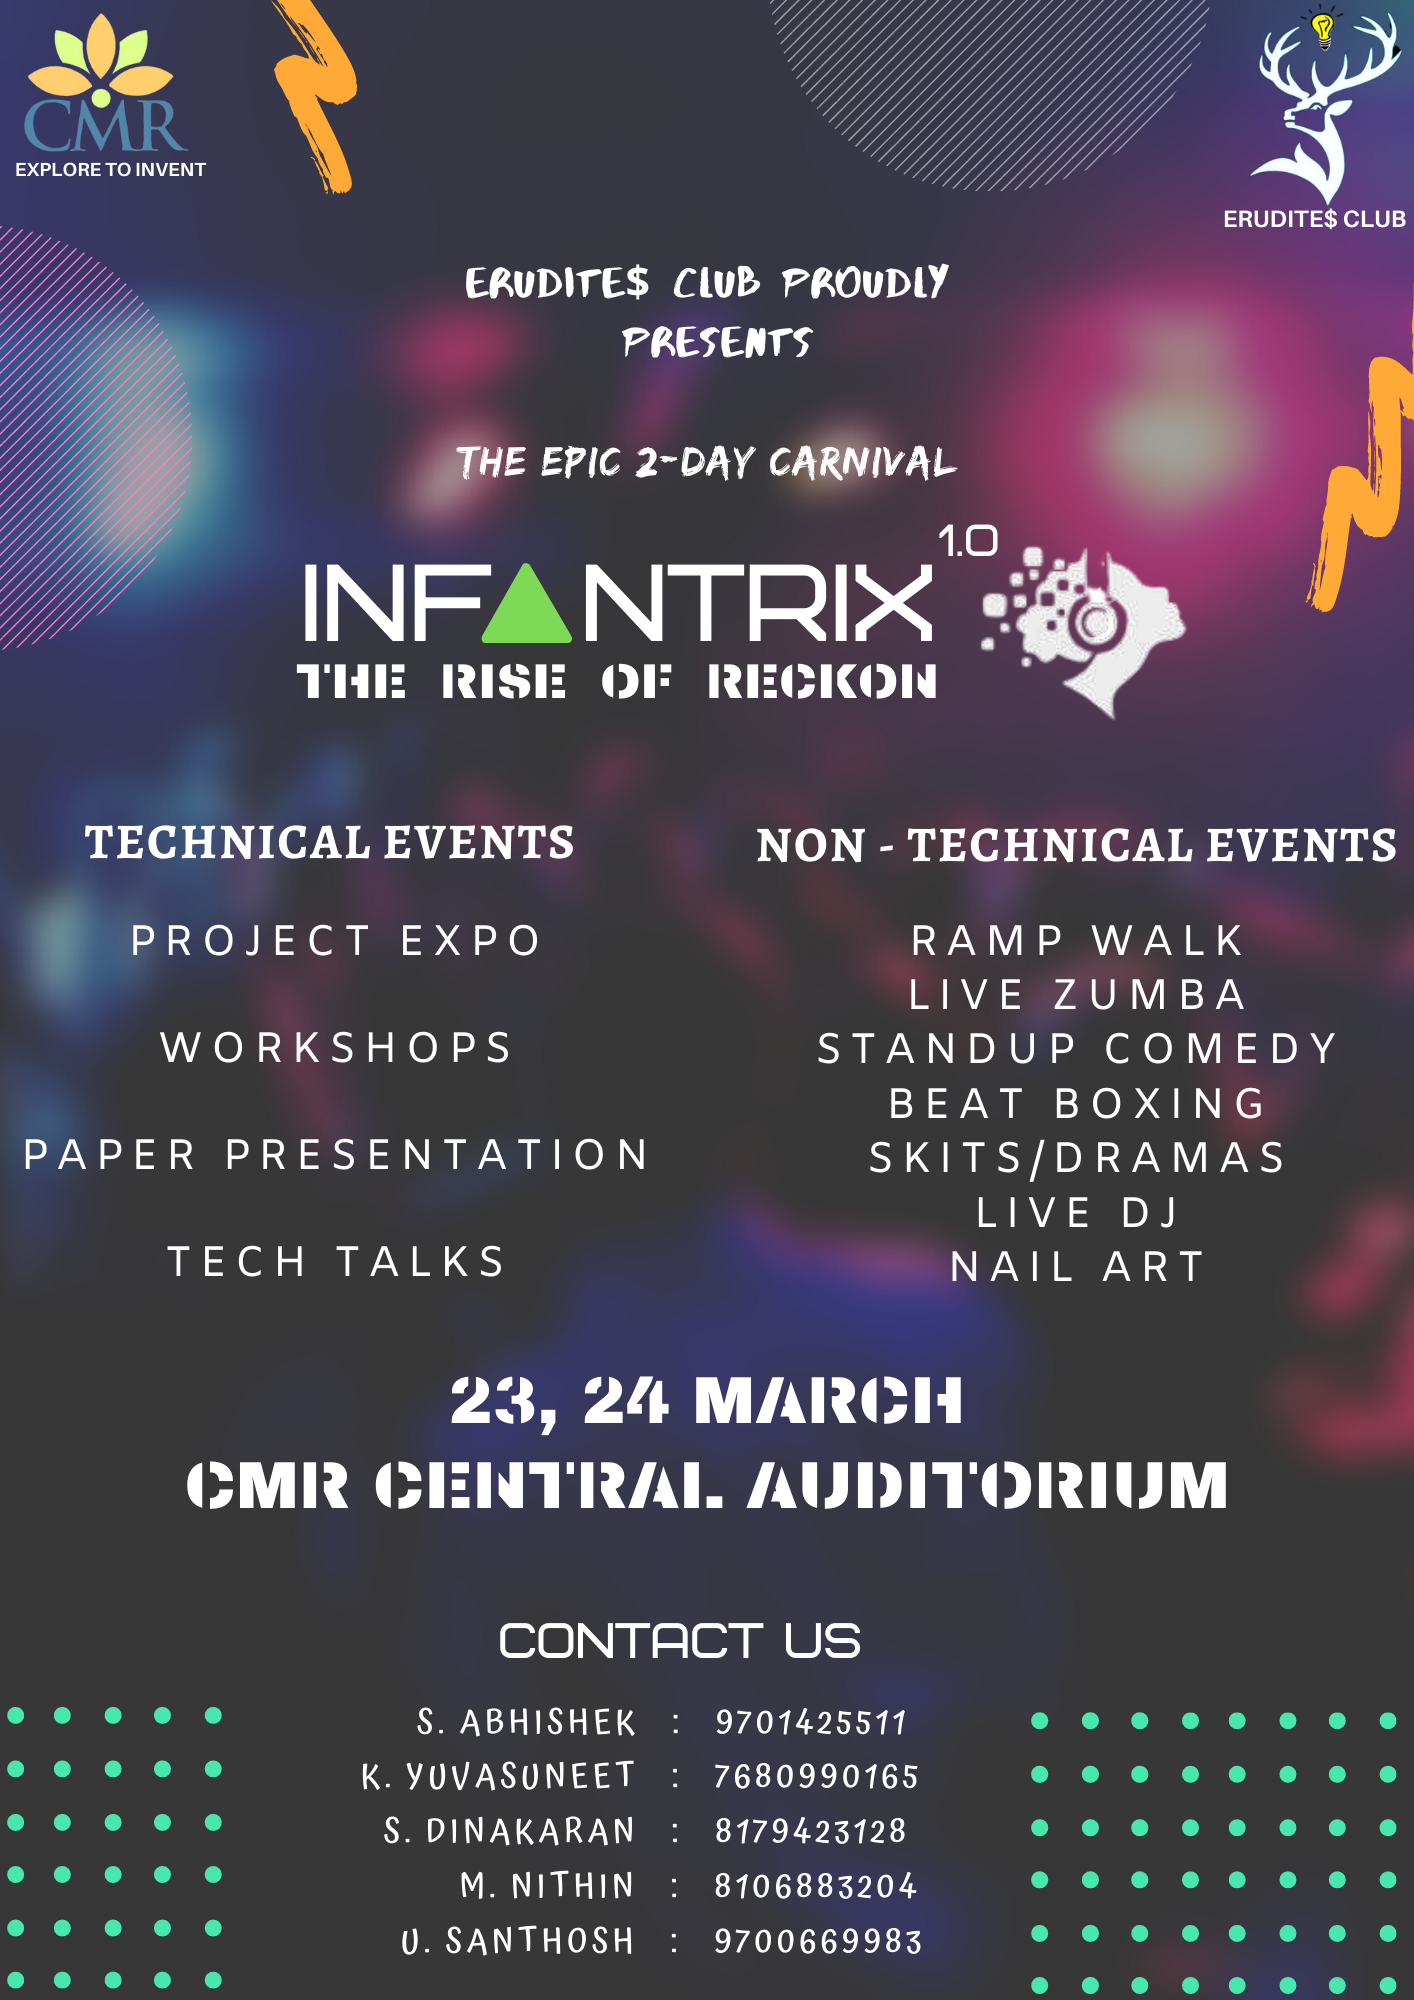 CMR
EXPLORE TO INVENT
ERUDITE$ CLUB
ERUDITE$ CLUB PROUDLY
PRESENTS
THE EPIC 2-DAY CARNIVAL
INFANTRIX 1.0
THE RISE OF RECKON
TECHNICAL EVENTS
PROJECT EXPO
WORKSHOPS
PAPER PRESENTATION
TECH TALKS
NON - TECHNICAL EVENTS
RAMP WALK
LIVE ZUMBA
STANDUP COMEDY
BEAT BOXING
SKITS/DRAMAS
LIVE DJ
NAIL ART
23, 24 MARCH
CMR CENTRAL AUDITORIUM
CONTACT US
S. ABHISHEK : 9701425511
K. YUVASUNEET : 7680990165
S. DINAKARAN : 8179423128
M. NITHIN : 8106883204
U. SANTHOSH : 9700669983